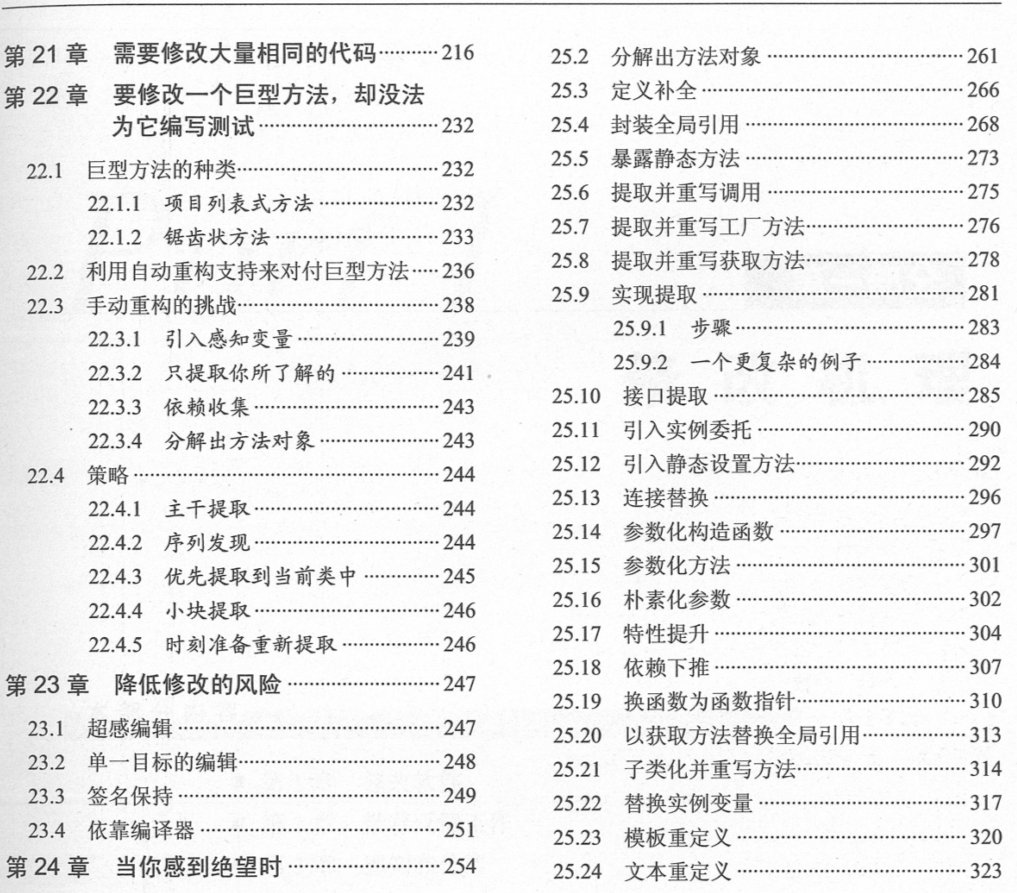 第 21 章 需要修改大量相同的代码··········216
第 22 章 要修改一个巨型方法，却没法
为它编写测试··········232
22.1 巨型方法的种类··········232
22.1.1 项目列表式方法··········232
22.1.2 锯齿状方法··········233
22.2 利用自动重构支持来对付巨型方法·····236
22.3 手动重构的挑战··········238
22.3.1 引入感知变量··········239
22.3.2 只提取你所了解的··········241
22.3.3 依赖收集··········243
22.3.4 分解出方法对象··········243
22.4 策略··········244
22.4.1 主干提取··········244
22.4.2 序列发现··········244
22.4.3 优先提取到当前类中··········245
22.4.4 小块提取··········246
22.4.5 时刻准备重新提取··········246
第 23 章 降低修改的风险··········247
23.1 超感编辑··········247
23.2 单一目标的编辑··········248
23.3 签名保持··········249
23.4 依靠编译器··········251
第 24 章 当你感到绝望时··········254
25.2 分解出方法对象··········261
25.3 定义补全··········266
25.4 封装全局引用··········268
25.5 暴露静态方法··········273
25.6 提取并重写调用··········275
25.7 提取并重写工厂方法··········276
25.8 提取并重写获取方法··········278
25.9 实现提取··········281
25.9.1 步骤··········283
25.9.2 一个更复杂的例子··········284
25.10 接口提取··········285
25.11 引入实例委托··········290
25.12 引入静态设置方法··········292
25.13 连接替换··········296
25.14 参数化构造函数··········297
25.15 参数化方法··········301
25.16 朴素化参数··········302
25.17 特性提升··········304
25.18 依赖下推··········307
25.19 换函数为函数指针··········310
25.20 以获取方法替换全局引用··········313
25.21 子类化并重写方法··········314
25.22 替换实例变量··········317
25.23 模板重定义··········320
25.24 文本重定义··········323